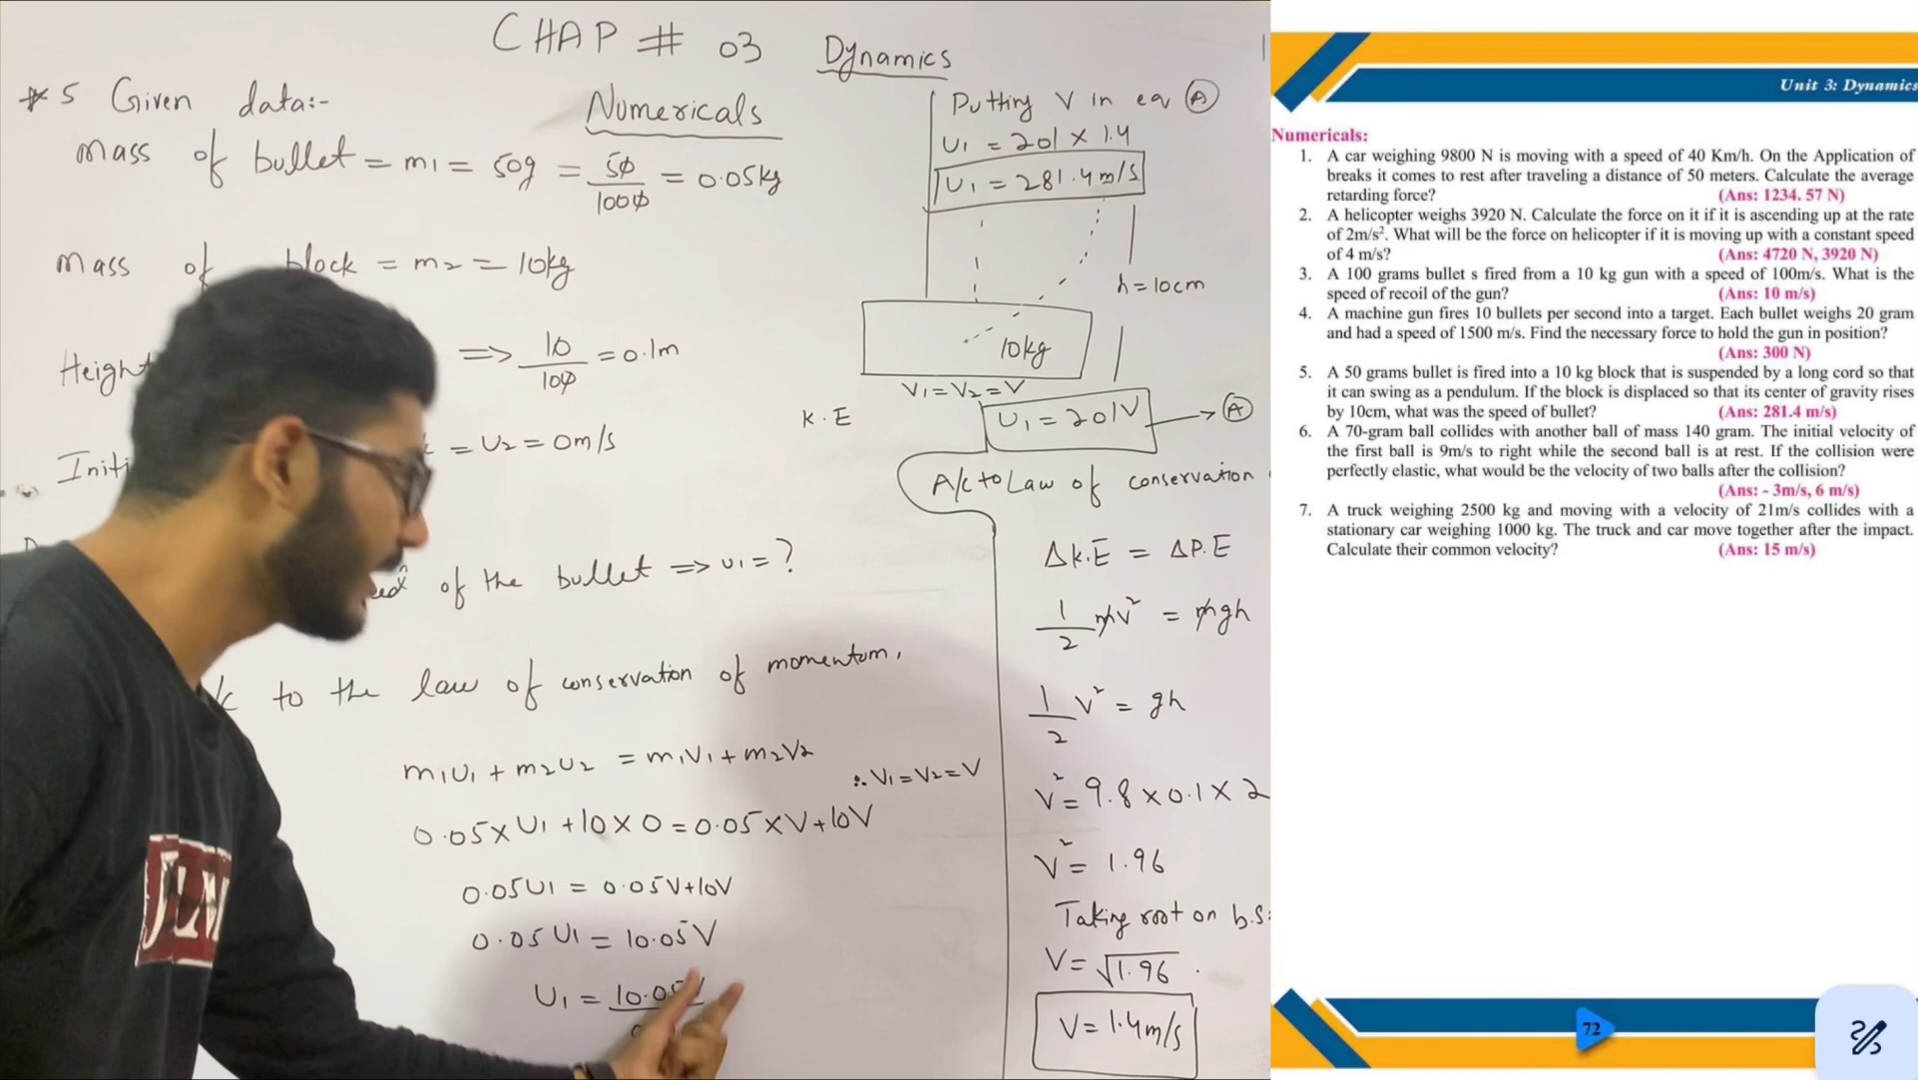 CHAP # 03 Dynamics
Numericals
* 5 Given data:-
Mass of bullet = m1 = 50g = 50/1000 = 0.05kg
Mass of block = m2 = 10kg
Height => 10/100 = 0.1m
= U2 = 0m/s
of the bullet => U1 = ?
to the law of conservation of momentum,
m1U1 + m2U2 = m1V1 + m2V2
∴ V1 = V2 = V
0.05 x U1 + 10 x 0 = 0.05 x V + 10V
0.05U1 = 0.05V + 10V
0.05 U1 = 10.05 V
U1 =
Putting V in eq (A)
U1 = 201 x 1.4
U1 = 281.4 m/s
h = 10cm
10kg
V1 = V2 = V
K.E
U1 = 201V → (A)
A/c to Law of conservation
Δk.E = ΔP.E
1/2 mv² = mgh
1/2 v² = gh
v² = 9.8 x 0.1 x 2
v² = 1.96
Taking root on b.s
V = √1.96
V = 1.4m/s
Unit 3: Dynamics
Numericals:
1. A car weighing 9800 N is moving with a speed of 40 Km/h. On the Application of
breaks it comes to rest after traveling a distance of 50 meters. Calculate the average
retarding force? (Ans: 1234. 57 N)
2. A helicopter weighs 3920 N. Calculate the force on it if it is ascending up at the rate
of 2m/s². What will be the force on helicopter if it is moving up with a constant speed
of 4 m/s? (Ans: 4720 N, 3920 N)
3. A 100 grams bullet s fired from a 10 kg gun with a speed of 100m/s. What is the
speed of recoil of the gun? (Ans: 10 m/s)
4. A machine gun fires 10 bullets per second into a target. Each bullet weighs 20 gram
and had a speed of 1500 m/s. Find the necessary force to hold the gun in position?
(Ans: 300 N)
5. A 50 grams bullet is fired into a 10 kg block that is suspended by a long cord so that
it can swing as a pendulum. If the block is displaced so that its center of gravity rises
by 10cm, what was the speed of bullet? (Ans: 281.4 m/s)
6. A 70-gram ball collides with another ball of mass 140 gram. The initial velocity of
the first ball is 9m/s to right while the second ball is at rest. If the collision were
perfectly elastic, what would be the velocity of two balls after the collision?
(Ans: - 3m/s, 6 m/s)
7. A truck weighing 2500 kg and moving with a velocity of 21m/s collides with a
stationary car weighing 1000 kg. The truck and car move together after the impact.
Calculate their common velocity? (Ans: 15 m/s)
72